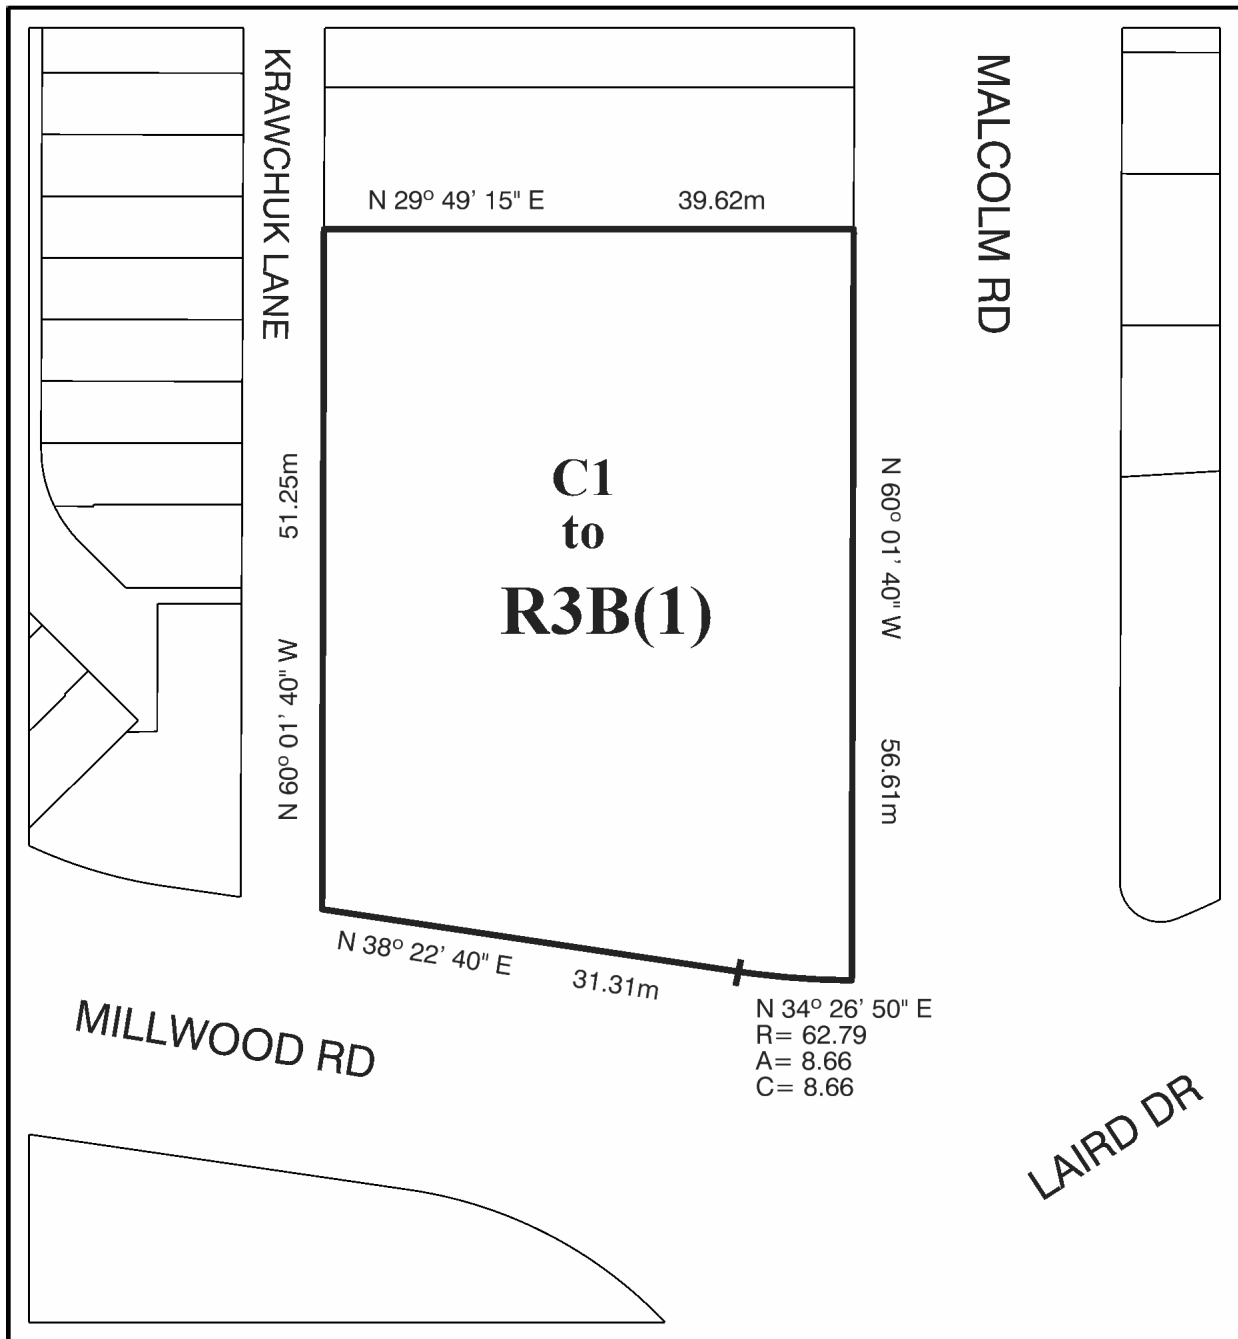 KRAWCHUK LANE
MALCOLM RD
N 29° 49' 15" E 39.62m
51.25m
N 60° 01' 40" W
C1
to
R3B(1)
N 60° 01' 40" W
56.61m
N 38° 22' 40" E 31.31m
N 34° 26' 50" E
R= 62.79
A= 8.66
C= 8.66
MILLWOOD RD
LAIRD DR